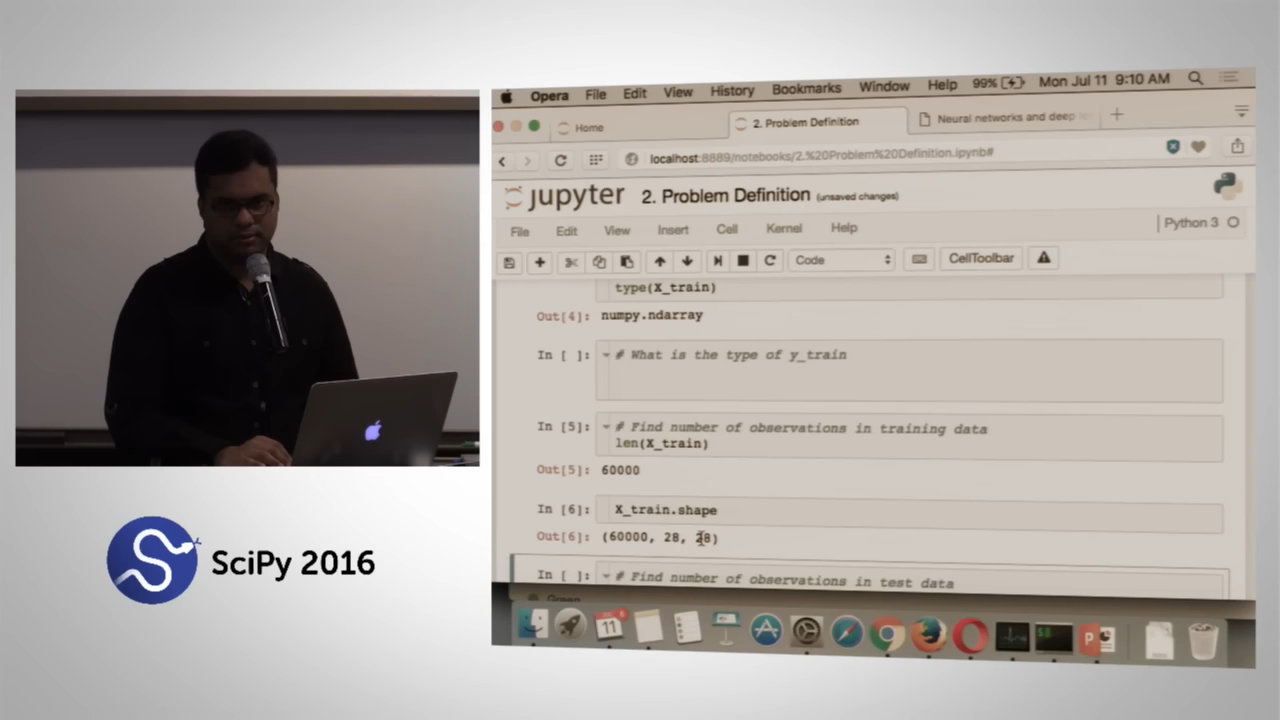 Opera File Edit View History Bookmarks Window Help 99% Mon Jul 11 9:10 AM
Home
2. Problem Definition
Neural networks and deep le
localhost:8889/notebooks/2.%20Problem%20Definition.ipynb#
jupyter 2. Problem Definition (unsaved changes)
File Edit View Insert Cell Kernel Help
Python 3
Code
CellToolbar
type(X_train)
Out[4]: numpy.ndarray
In [ ]: # What is the type of y_train
In [5]: # Find number of observations in training data
len(X_train)
Out[5]: 60000
In [6]: X_train.shape
Out[6]: (60000, 28, 28)
In [ ]: # Find number of observations in test data
11
SciPy 2016